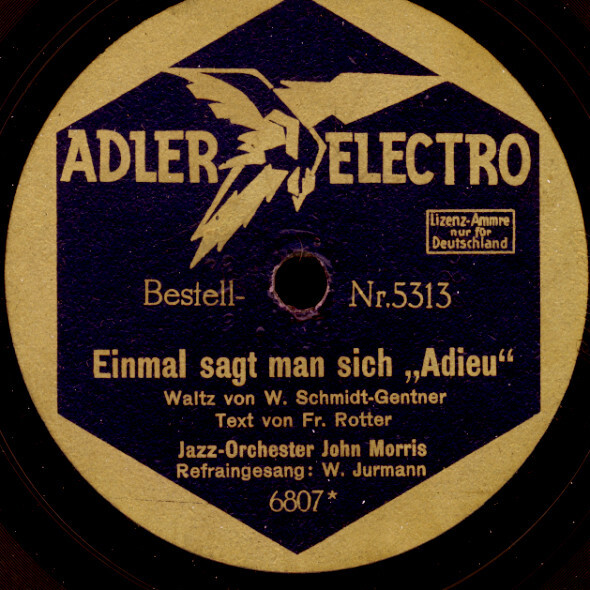 ADLER ELECTRO
Lizenz-Ammre
nur för
Deutschland
Bestell- Nr.5313
Einmal sagt man sich „Adieu“
Waltz von W. Schmidt-Gentner
Text von Fr. Rotter
Jazz-Orchester John Morris
Refraingesang: W. Jurmann
6807*